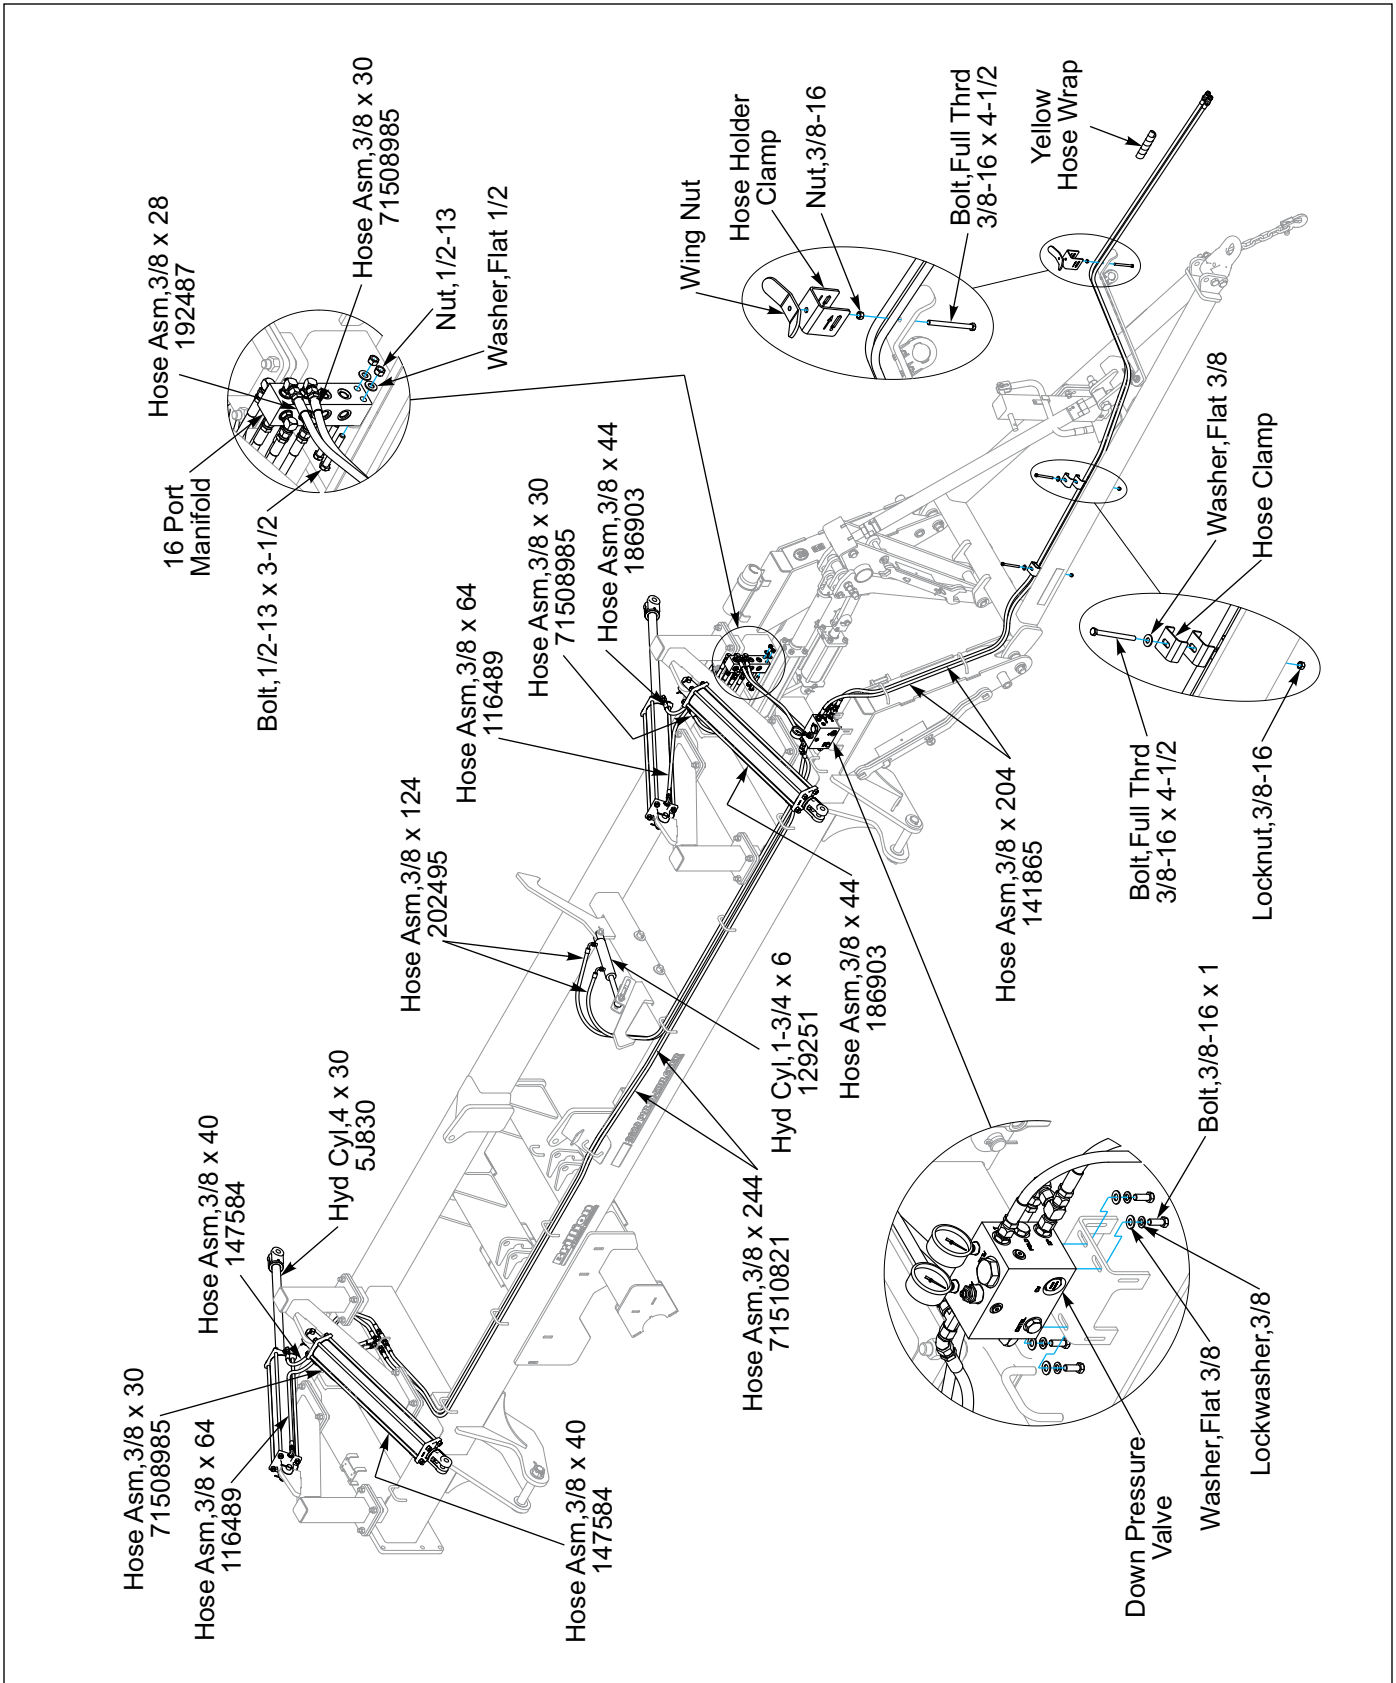 Hose Asm,3/8 x 30
71508985
Hose Asm,3/8 x 64
116489
Hose Asm,3/8 x 40
147584
Hyd Cyl,4 x 30
5J830
Hose Asm,3/8 x 40
147584
Hose Asm,3/8 x 124
202495
Hose Asm,3/8 x 64
116489
Hose Asm,3/8 x 30
71508985
Hose Asm,3/8 x 44
186903
16 Port
Manifold
Bolt,1/2-13 x 3-1/2
Hose Asm,3/8 x 28
192487
Hose Asm,3/8 x 30
71508985
Nut,1/2-13
Washer,Flat 1/2
Wing Nut
Hose Holder
Clamp
Nut,3/8-16
Bolt,Full Thrd
3/8-16 x 4-1/2
Yellow
Hose Wrap
Washer,Flat 3/8
Hose Clamp
Bolt,Full Thrd
3/8-16 x 4-1/2
Locknut,3/8-16
Hose Asm,3/8 x 204
141865
Hose Asm,3/8 x 44
186903
Hyd Cyl,1-3/4 x 6
129251
Hose Asm,3/8 x 244
71510821
Brillion
Down Pressure
Valve
Washer,Flat 3/8
Lockwasher,3/8
Bolt,3/8-16 x 1